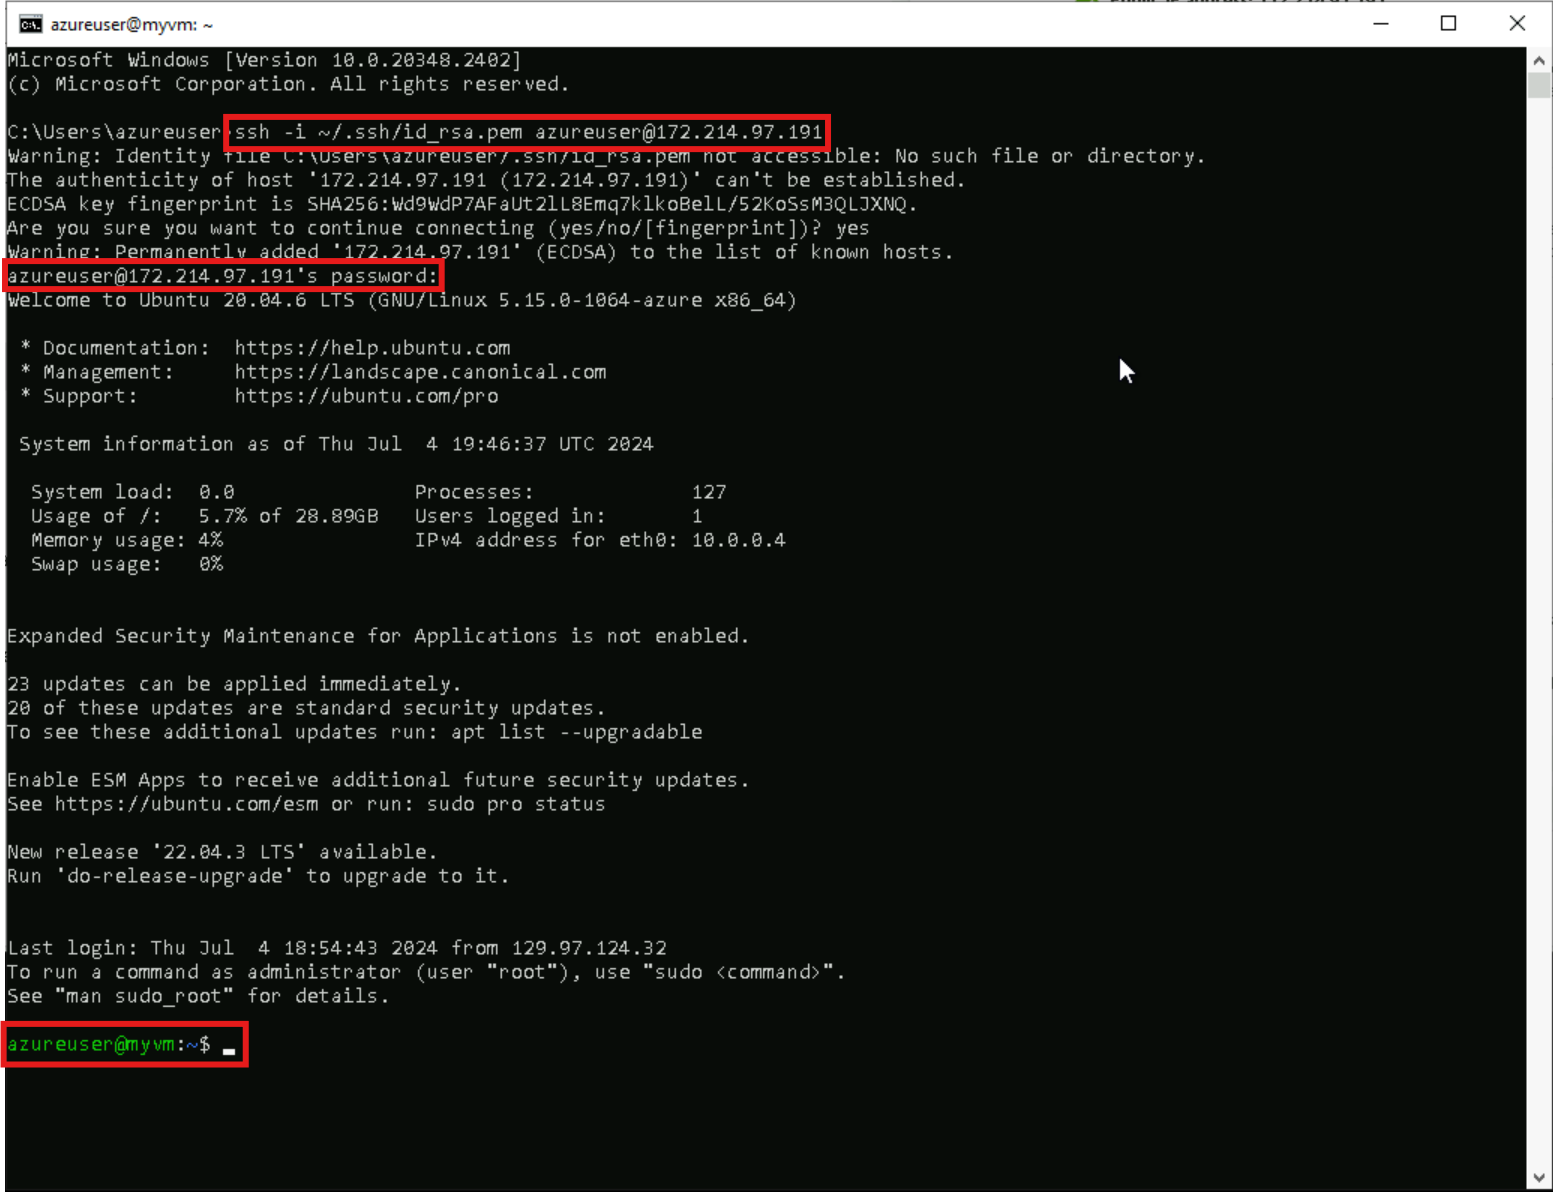 azureuser@myvm: ~
Microsoft Windows [Version 10.0.20348.2402]
(c) Microsoft Corporation. All rights reserved.
C:\Users\azureuser>ssh -i ~/.ssh/id_rsa.pem azureuser@172.214.97.191
Warning: Identity file C:\Users\azureuser/.ssh/id_rsa.pem not accessible: No such file or directory.
The authenticity of host '172.214.97.191 (172.214.97.191)' can't be established.
ECDSA key fingerprint is SHA256:Wd9WdP7AFaUt2lL8Emq7klkoBelL/52KoSsM3QLJXNQ.
Are you sure you want to continue connecting (yes/no/[fingerprint])? yes
Warning: Permanently added '172.214.97.191' (ECDSA) to the list of known hosts.
azureuser@172.214.97.191's password:
Welcome to Ubuntu 20.04.6 LTS (GNU/Linux 5.15.0-1064-azure x86_64)
* Documentation:  https://help.ubuntu.com
* Management:     https://landscape.canonical.com
* Support:        https://ubuntu.com/pro
System information as of Thu Jul  4 19:46:37 UTC 2024
System load:  0.0               Processes:             127
Usage of /:   5.7% of 28.89GB   Users logged in:       1
Memory usage: 4%                IPv4 address for eth0: 10.0.0.4
Swap usage:   0%
Expanded Security Maintenance for Applications is not enabled.
23 updates can be applied immediately.
20 of these updates are standard security updates.
To see these additional updates run: apt list --upgradable
Enable ESM Apps to receive additional future security updates.
See https://ubuntu.com/esm or run: sudo pro status
New release '22.04.3 LTS' available.
Run 'do-release-upgrade' to upgrade to it.
Last login: Thu Jul  4 18:54:43 2024 from 129.97.124.32
To run a command as administrator (user "root"), use "sudo <command>".
See "man sudo_root" for details.
azureuser@myvm:~$